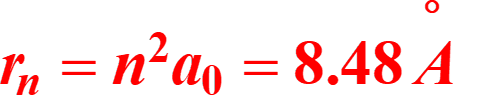 rₙ = n²a₀ = 8.48 Å